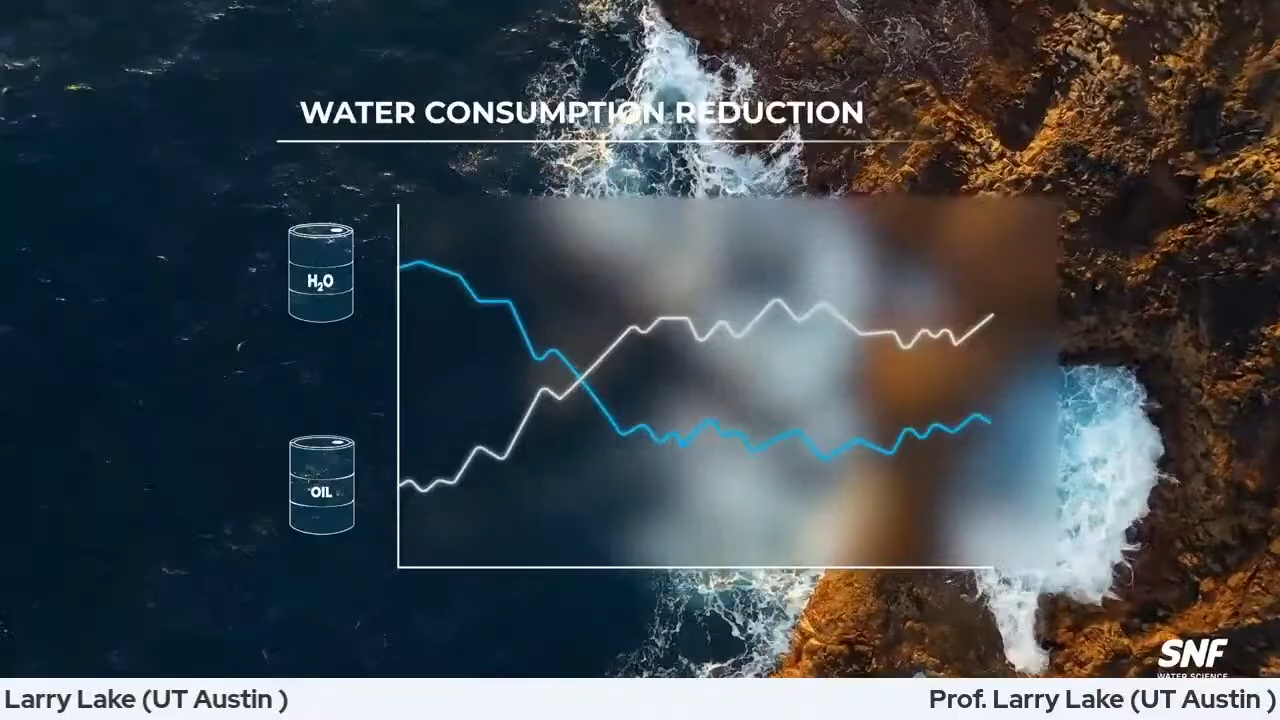 WATER CONSUMPTION REDUCTION
H₂O
OIL
SNF
WATER SCIENCE
Larry Lake (UT Austin )
Prof. Larry Lake (UT Austin )